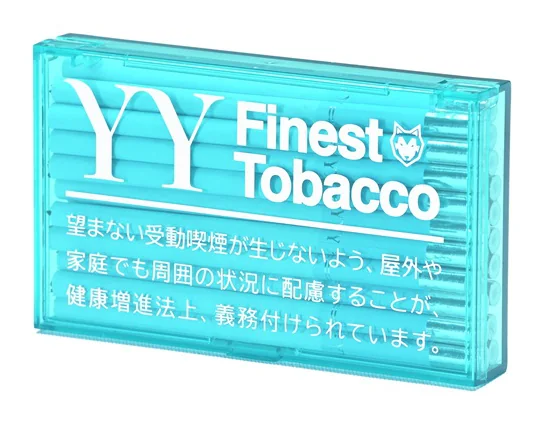 YY
Finest
Tobacco
望まない受動喫煙が生じないよう、屋外や
家庭でも周囲の状況に配慮することが、
健康増進法上、義務付けられています。